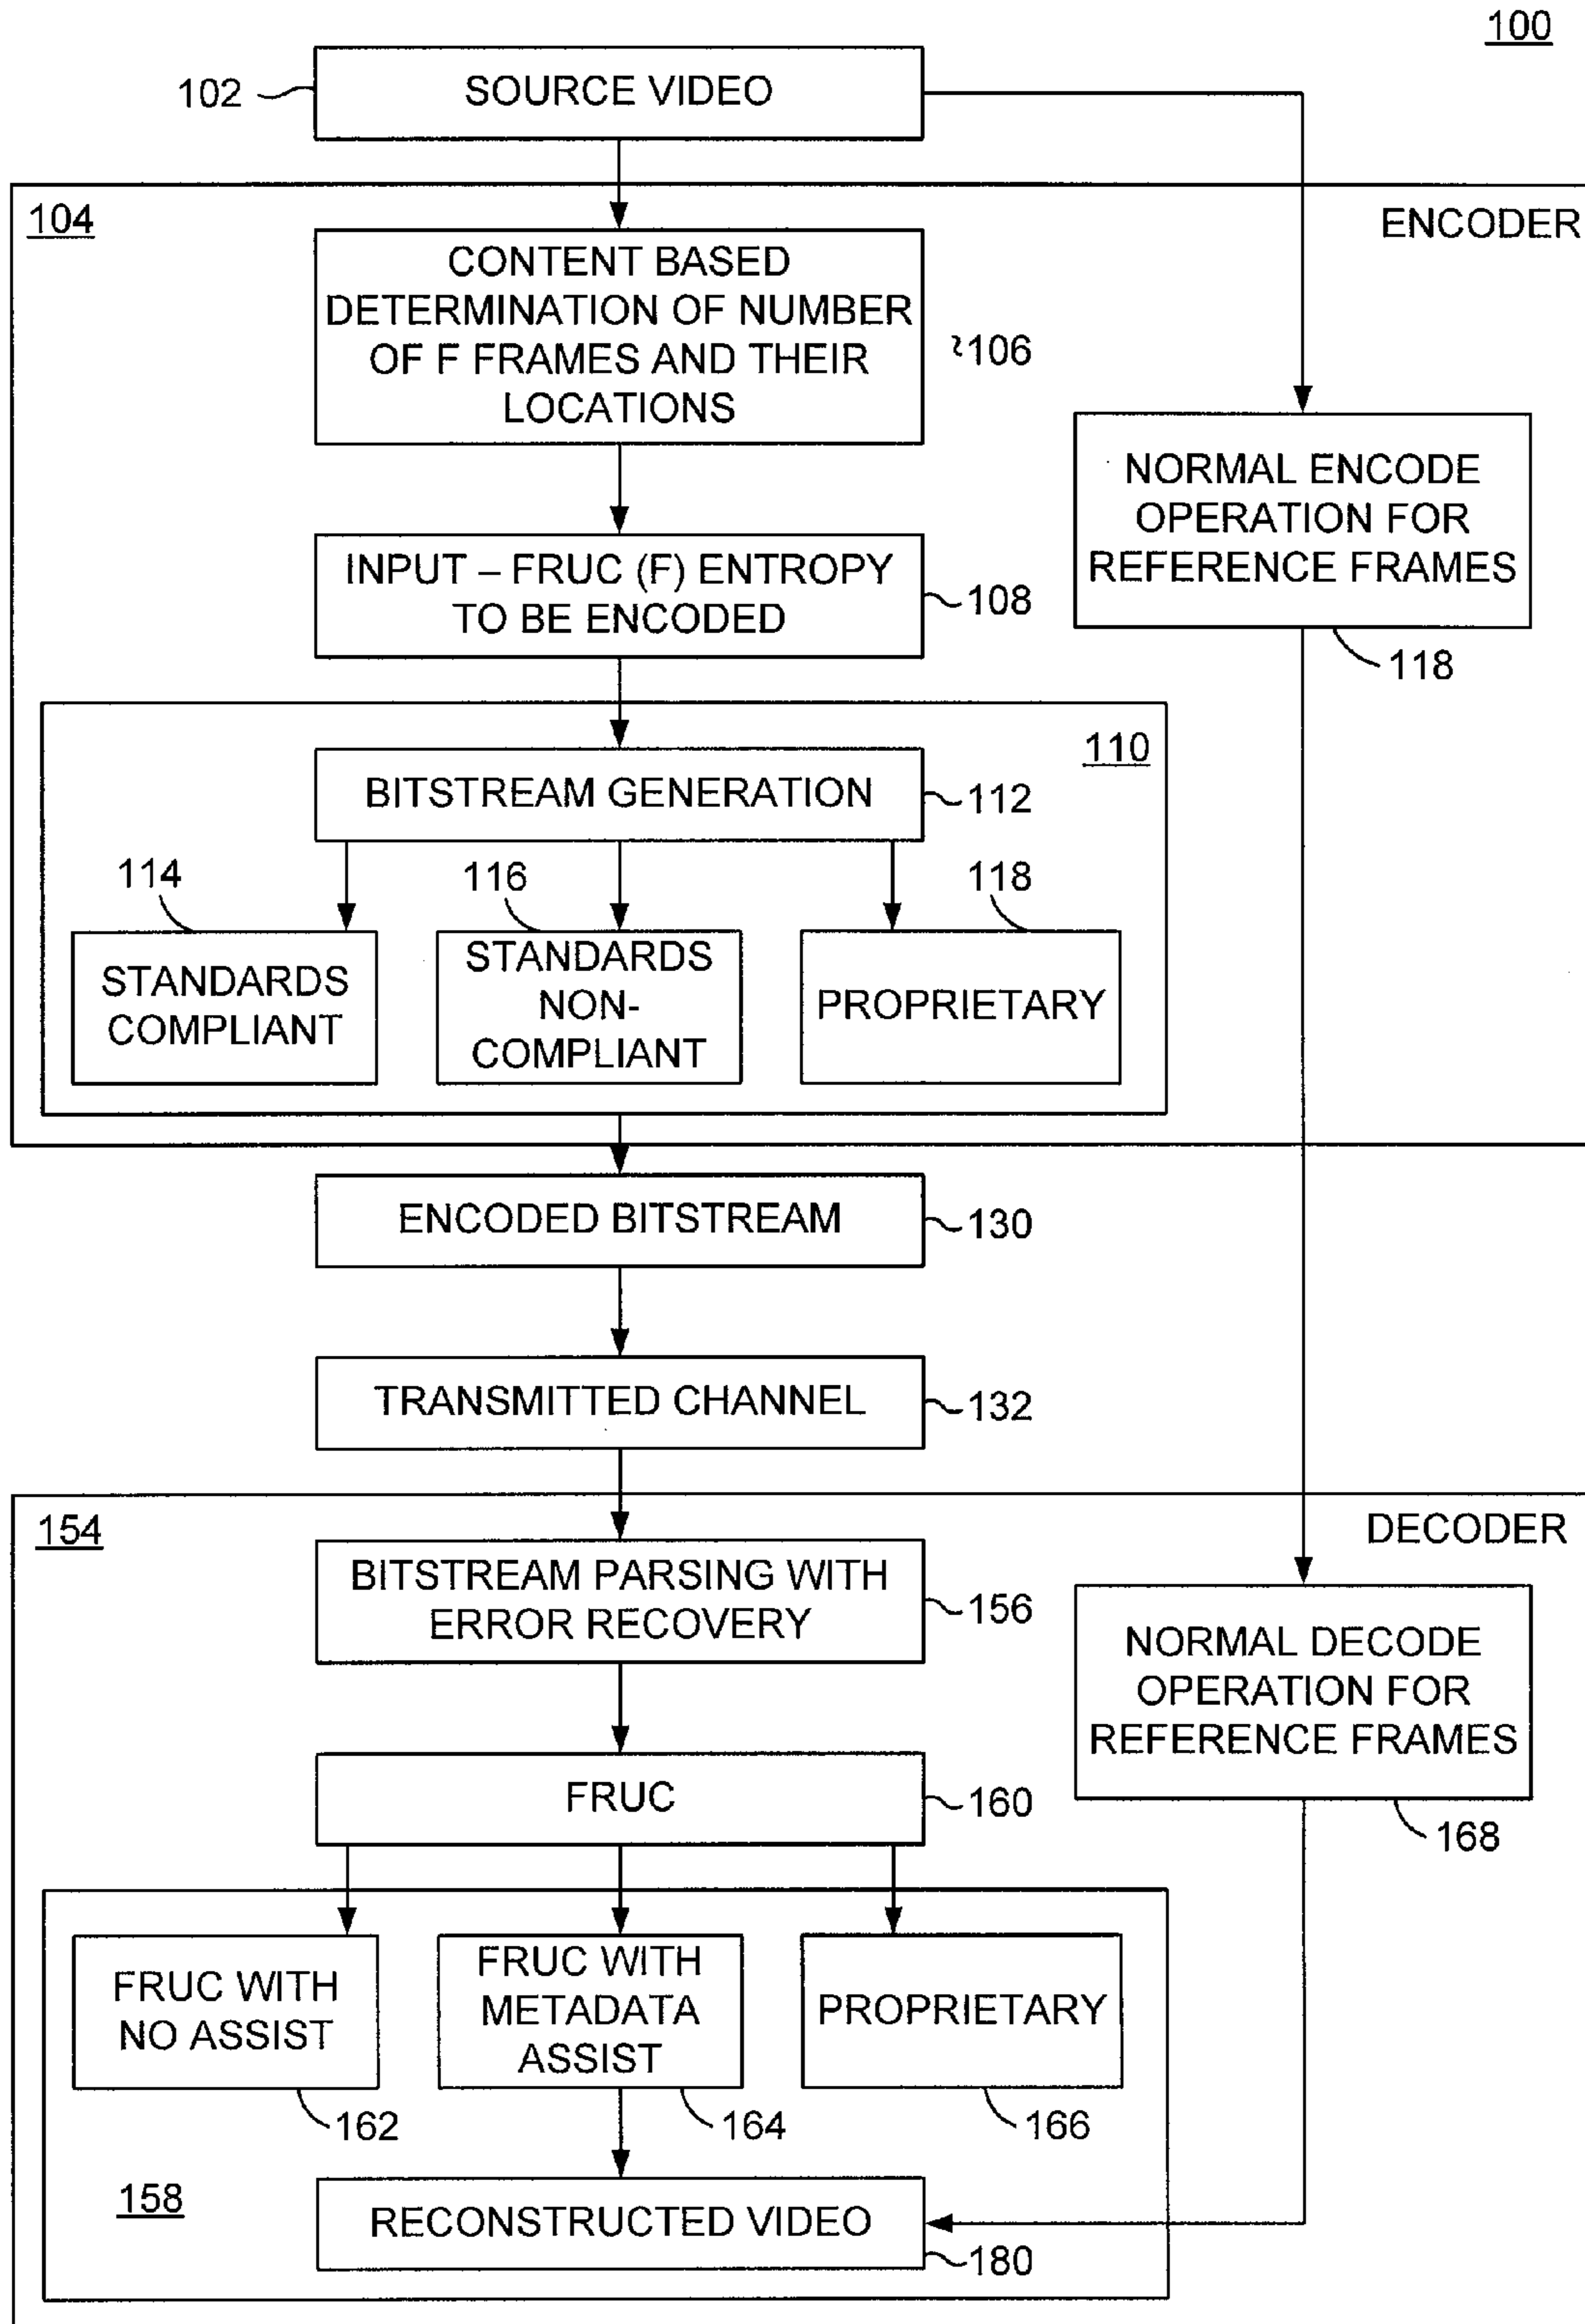 100
102
SOURCE VIDEO
104
ENCODER
CONTENT BASED
DETERMINATION OF NUMBER
OF F FRAMES AND THEIR
LOCATIONS
106
NORMAL ENCODE
OPERATION FOR
REFERENCE FRAMES
118
INPUT – FRUC (F) ENTROPY
TO BE ENCODED
108
110
BITSTREAM GENERATION
112
114
116
118
STANDARDS
COMPLIANT
STANDARDS
NON-
COMPLIANT
PROPRIETARY
ENCODED BITSTREAM
130
TRANSMITTED CHANNEL
132
154
DECODER
BITSTREAM PARSING WITH
ERROR RECOVERY
156
NORMAL DECODE
OPERATION FOR
REFERENCE FRAMES
168
FRUC
160
FRUC WITH
NO ASSIST
FRUC WITH
METADATA
ASSIST
PROPRIETARY
162
164
166
158
RECONSTRUCTED VIDEO
180